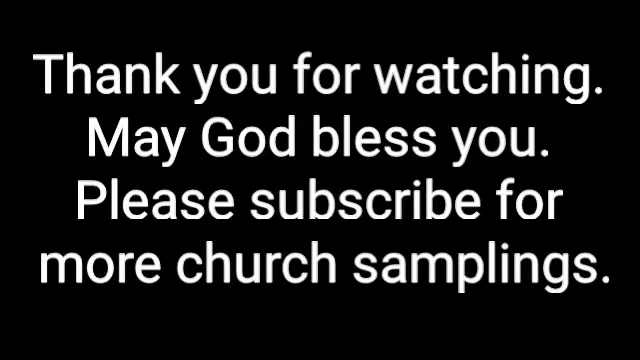 Thank you for watching.
May God bless you.
Please subscribe for
more church samplings.